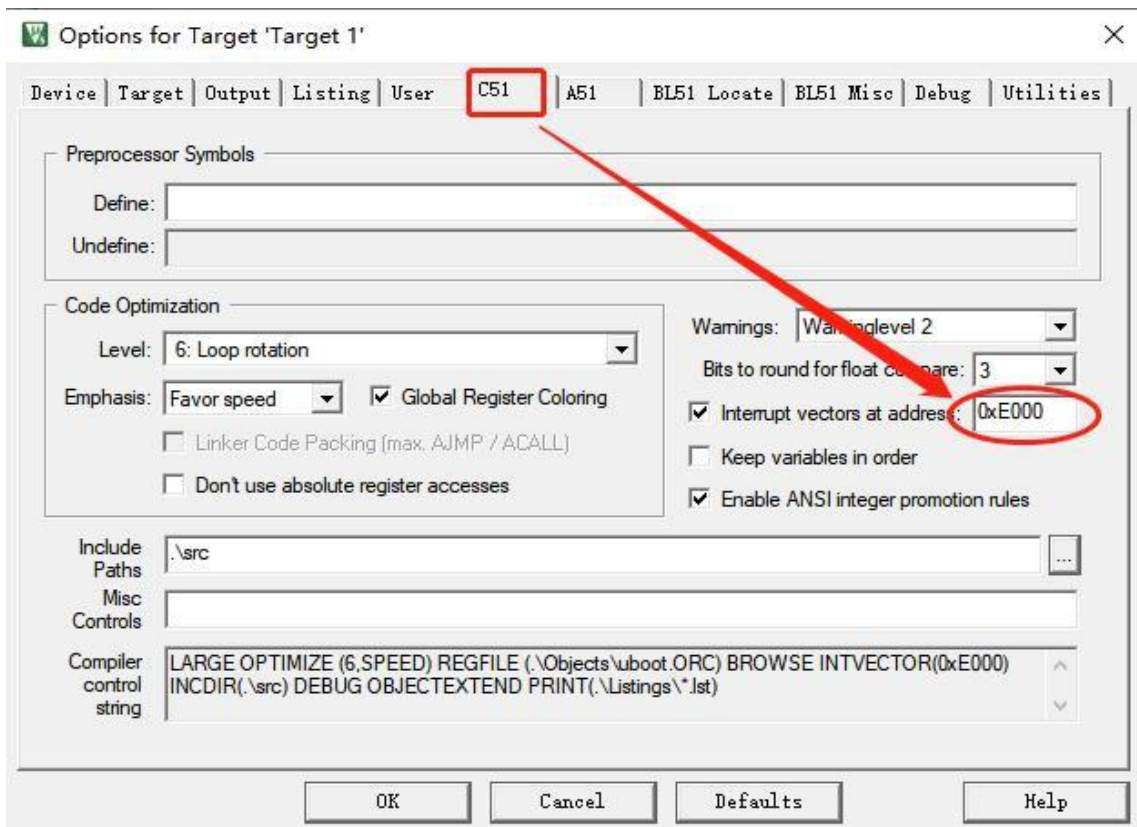 Options for Target 'Target 1'
Device Target Output Listing User C51 A51 BL51 Locate BL51 Misc Debug Utilities
Preprocessor Symbols
Define:
Undefine:
Code Optimization
Level: 6: Loop rotation
Emphasis: Favor speed Global Register Coloring
Linker Code Packing (max. AJMP / ACALL)
Don't use absolute register accesses
Warnings: Warninglevel 2
Bits to round for float compare: 3
Interrupt vectors at address: 0xE000
Keep variables in order
Enable ANSI integer promotion rules
Include Paths .\src ...
Misc Controls
Compiler control string
LARGE OPTIMIZE (6,SPEED) REGFILE (.\Objects\uboot.ORC) BROWSE INTVECTOR(0xE000)
INCDIR(.\src) DEBUG OBJECTEXTEND PRINT(.\Listings\*.lst)
OK Cancel Defaults Help